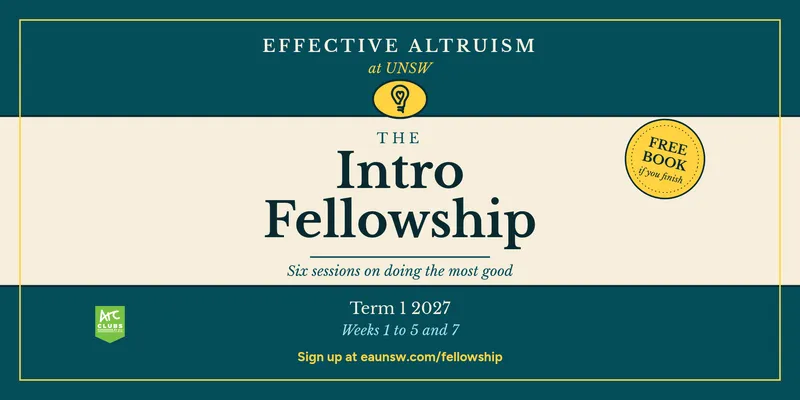 EFFECTIVE ALTRUISM
at UNSW
THE
Intro
Fellowship
Six sessions on doing the most good
FREE
BOOK
if you finish
Term 1 2027
Weeks 1 to 5 and 7
Sign up at eaunsw.com/fellowship
Arc
CLUBS